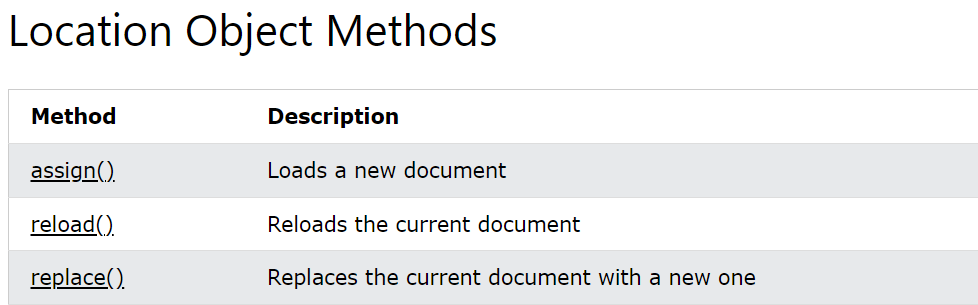 Location Object Methods
Method Description
assign() Loads a new document
reload() Reloads the current document
replace() Replaces the current document with a new one